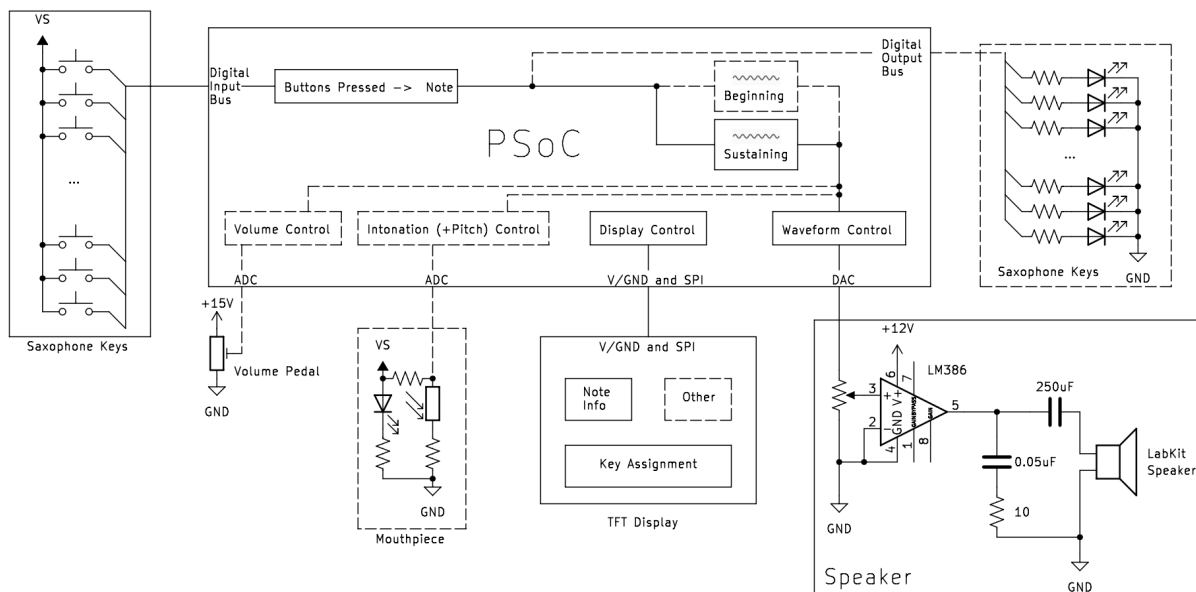 VS
...
Saxophone Keys
Digital
Input
Bus
Buttons Pressed -> Note
PSoC
Beginning
Sustaining
Digital
Output
Bus
Volume Control
Intonation (+Pitch) Control
Display Control
Waveform Control
ADC
ADC
V/GND and SPI
DAC
...
Saxophone Keys
GND
+15V
Volume Pedal
GND
VS
GND
Mouthpiece
V/GND and SPI
Note
Info
Other
Key Assignment
TFT Display
+12V
LM386
6
7
3
+
V+
GAIN
BYPASS
GAIN
2
-
GND
4
1
8
5
250uF
0.05uF
10
LabKit
Speaker
GND
GND
Speaker